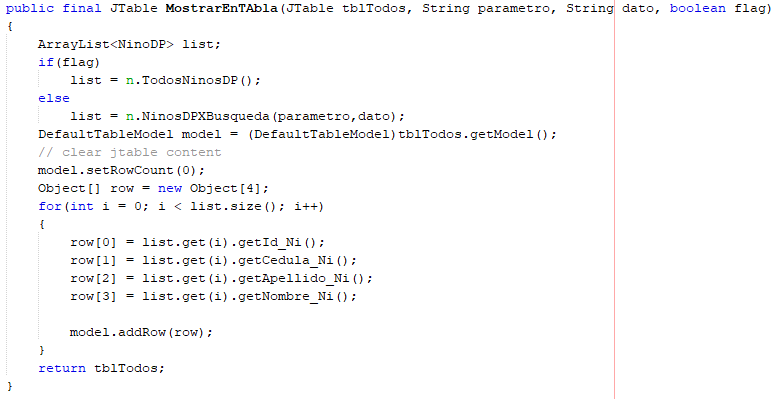 public final JTable MostrarEnTAbla(JTable tblTodos, String parametro, String dato, boolean flag)
{
    ArrayList<NinoDP> list;
    if(flag)
        list = n.TodosNinosDP();
    else
        list = n.NinosDPXBusqueda(parametro,dato);
    DefaultTableModel model = (DefaultTableModel)tblTodos.getModel();
    // clear jtable content
    model.setRowCount(0);
    Object[] row = new Object[4];
    for(int i = 0; i < list.size(); i++)
    {
        row[0] = list.get(i).getId_Ni();
        row[1] = list.get(i).getCedula_Ni();
        row[2] = list.get(i).getApellido_Ni();
        row[3] = list.get(i).getNombre_Ni();

        model.addRow(row);
    }
    return tblTodos;
}